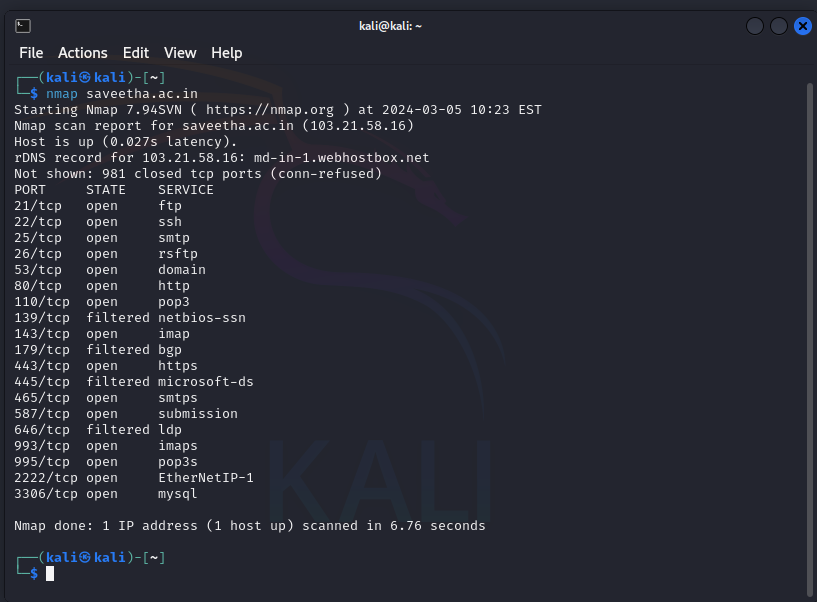 kali@kali: ~
File Actions Edit View Help
┌──(kali㉿kali)-[~]
└─$ nmap saveetha.ac.in
Starting Nmap 7.94SVN ( https://nmap.org ) at 2024-03-05 10:23 EST
Nmap scan report for saveetha.ac.in (103.21.58.16)
Host is up (0.027s latency).
rDNS record for 103.21.58.16: md-in-1.webhostbox.net
Not shown: 981 closed tcp ports (conn-refused)
PORT     STATE    SERVICE
21/tcp   open     ftp
22/tcp   open     ssh
25/tcp   open     smtp
26/tcp   open     rsftp
53/tcp   open     domain
80/tcp   open     http
110/tcp  open     pop3
139/tcp  filtered netbios-ssn
143/tcp  open     imap
179/tcp  filtered bgp
443/tcp  open     https
445/tcp  filtered microsoft-ds
465/tcp  open     smtps
587/tcp  open     submission
646/tcp  filtered ldp
993/tcp  open     imaps
995/tcp  open     pop3s
2222/tcp open     EtherNetIP-1
3306/tcp open     mysql
KALI
Nmap done: 1 IP address (1 host up) scanned in 6.76 seconds
┌──(kali㉿kali)-[~]
└─$